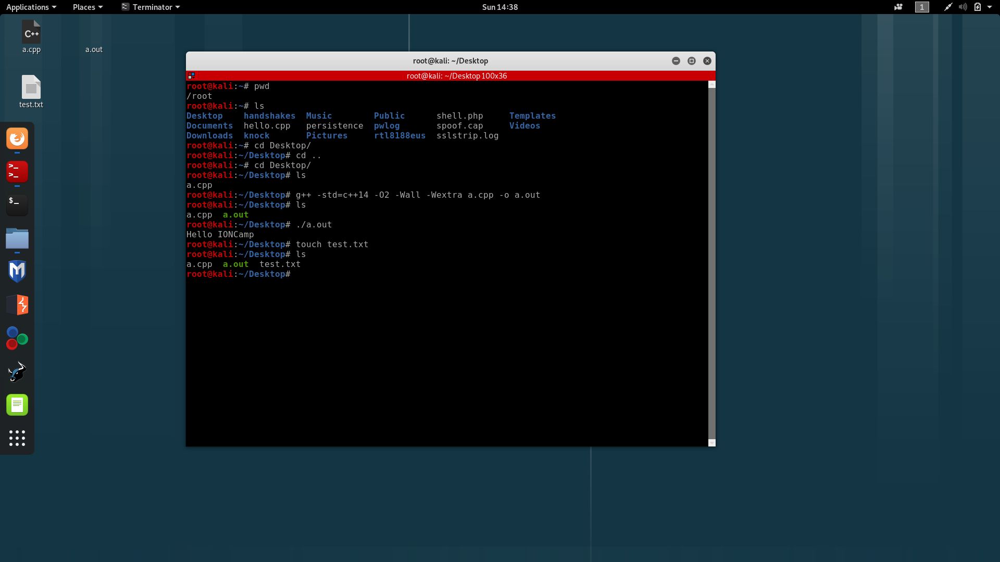 Applications Places Terminator Sun 14:38 1
a.cpp a.out
test.txt
root@kali: ~/Desktop
root@kali: ~/Desktop 100x36
root@kali:~# pwd
/root
root@kali:~# ls
Desktop handshakes Music Public shell.php Templates
Documents hello.cpp persistence pwlog spoof.cap Videos
Downloads knock Pictures rtl8188eus sslstrip.log
root@kali:~# cd Desktop/
root@kali:~/Desktop# cd ..
root@kali:~# cd Desktop/
root@kali:~/Desktop# ls
a.cpp
root@kali:~/Desktop# g++ -std=c++14 -O2 -Wall -Wextra a.cpp -o a.out
root@kali:~/Desktop# ls
a.cpp a.out
root@kali:~/Desktop# ./a.out
Hello IONCamp
root@kali:~/Desktop# touch test.txt
root@kali:~/Desktop# ls
a.cpp a.out test.txt
root@kali:~/Desktop#